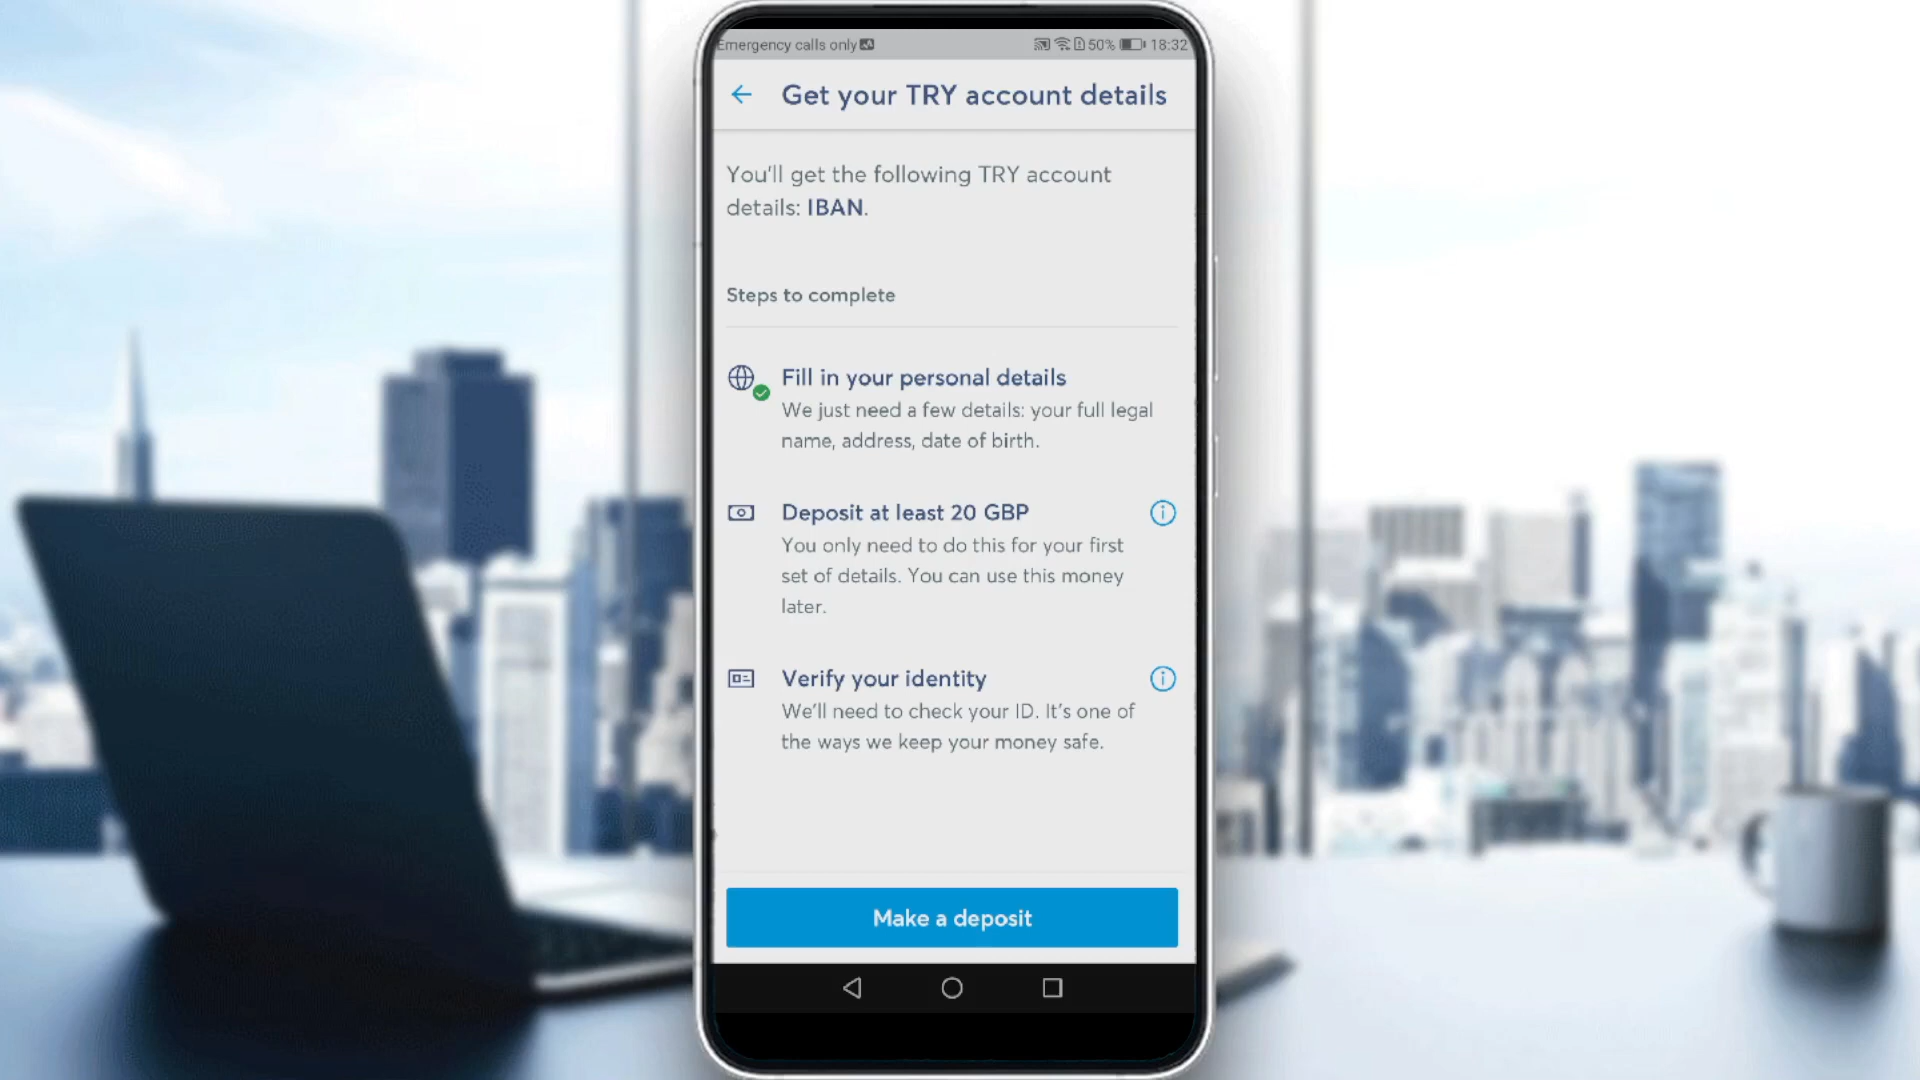 Emergency calls only
50% 18:32
Get your TRY account details
You'll get the following TRY account
details: IBAN.
Steps to complete
Fill in your personal details
We just need a few details: your full legal
name, address, date of birth.
Deposit at least 20 GBP
You only need to do this for your first
set of details. You can use this money
later.
Verify your identity
We'll need to check your ID. It's one of
the ways we keep your money safe.
Make a deposit